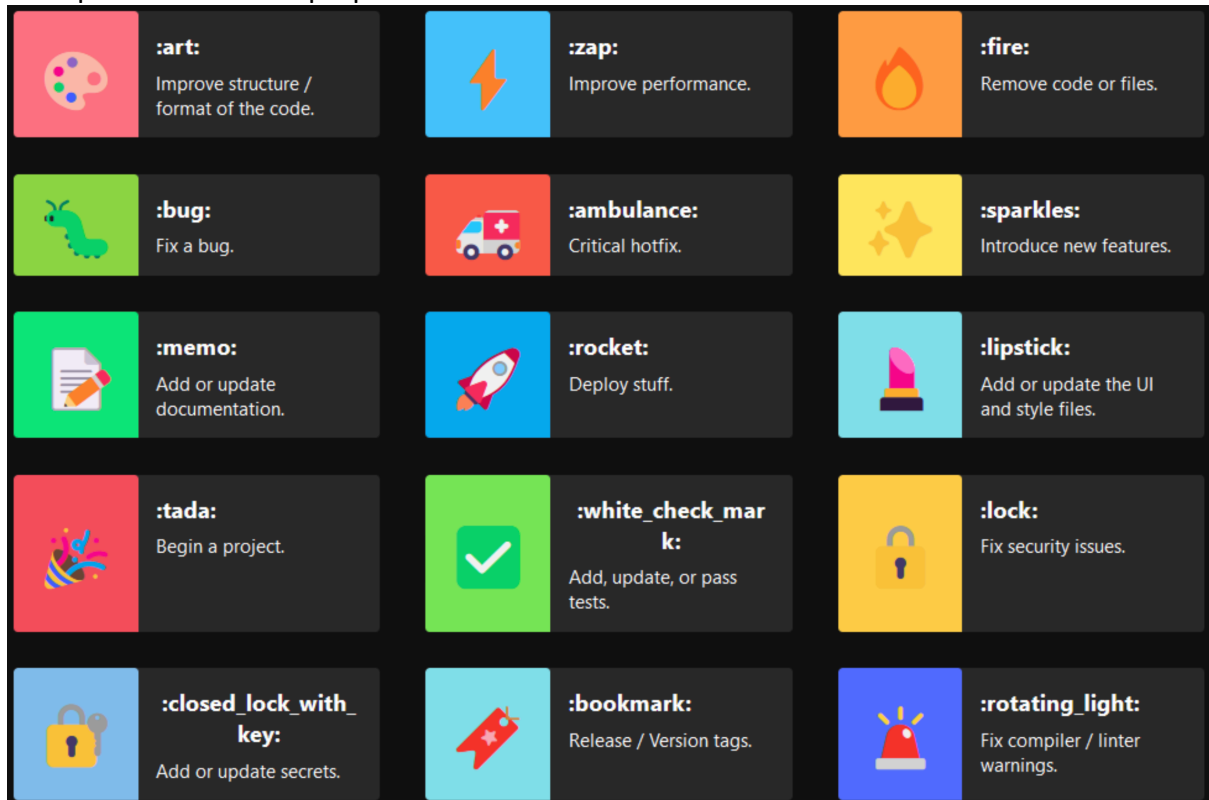 :art:
Improve structure /
format of the code.
:zap:
Improve performance.
:fire:
Remove code or files.
:bug:
Fix a bug.
:ambulance:
Critical hotfix.
:sparkles:
Introduce new features.
:memo:
Add or update
documentation.
:rocket:
Deploy stuff.
:lipstick:
Add or update the UI
and style files.
:tada:
Begin a project.
:white_check_mar
k:
Add, update, or pass
tests.
:lock:
Fix security issues.
:closed_lock_with_
key:
Add or update secrets.
:bookmark:
Release / Version tags.
:rotating_light:
Fix compiler / linter
warnings.